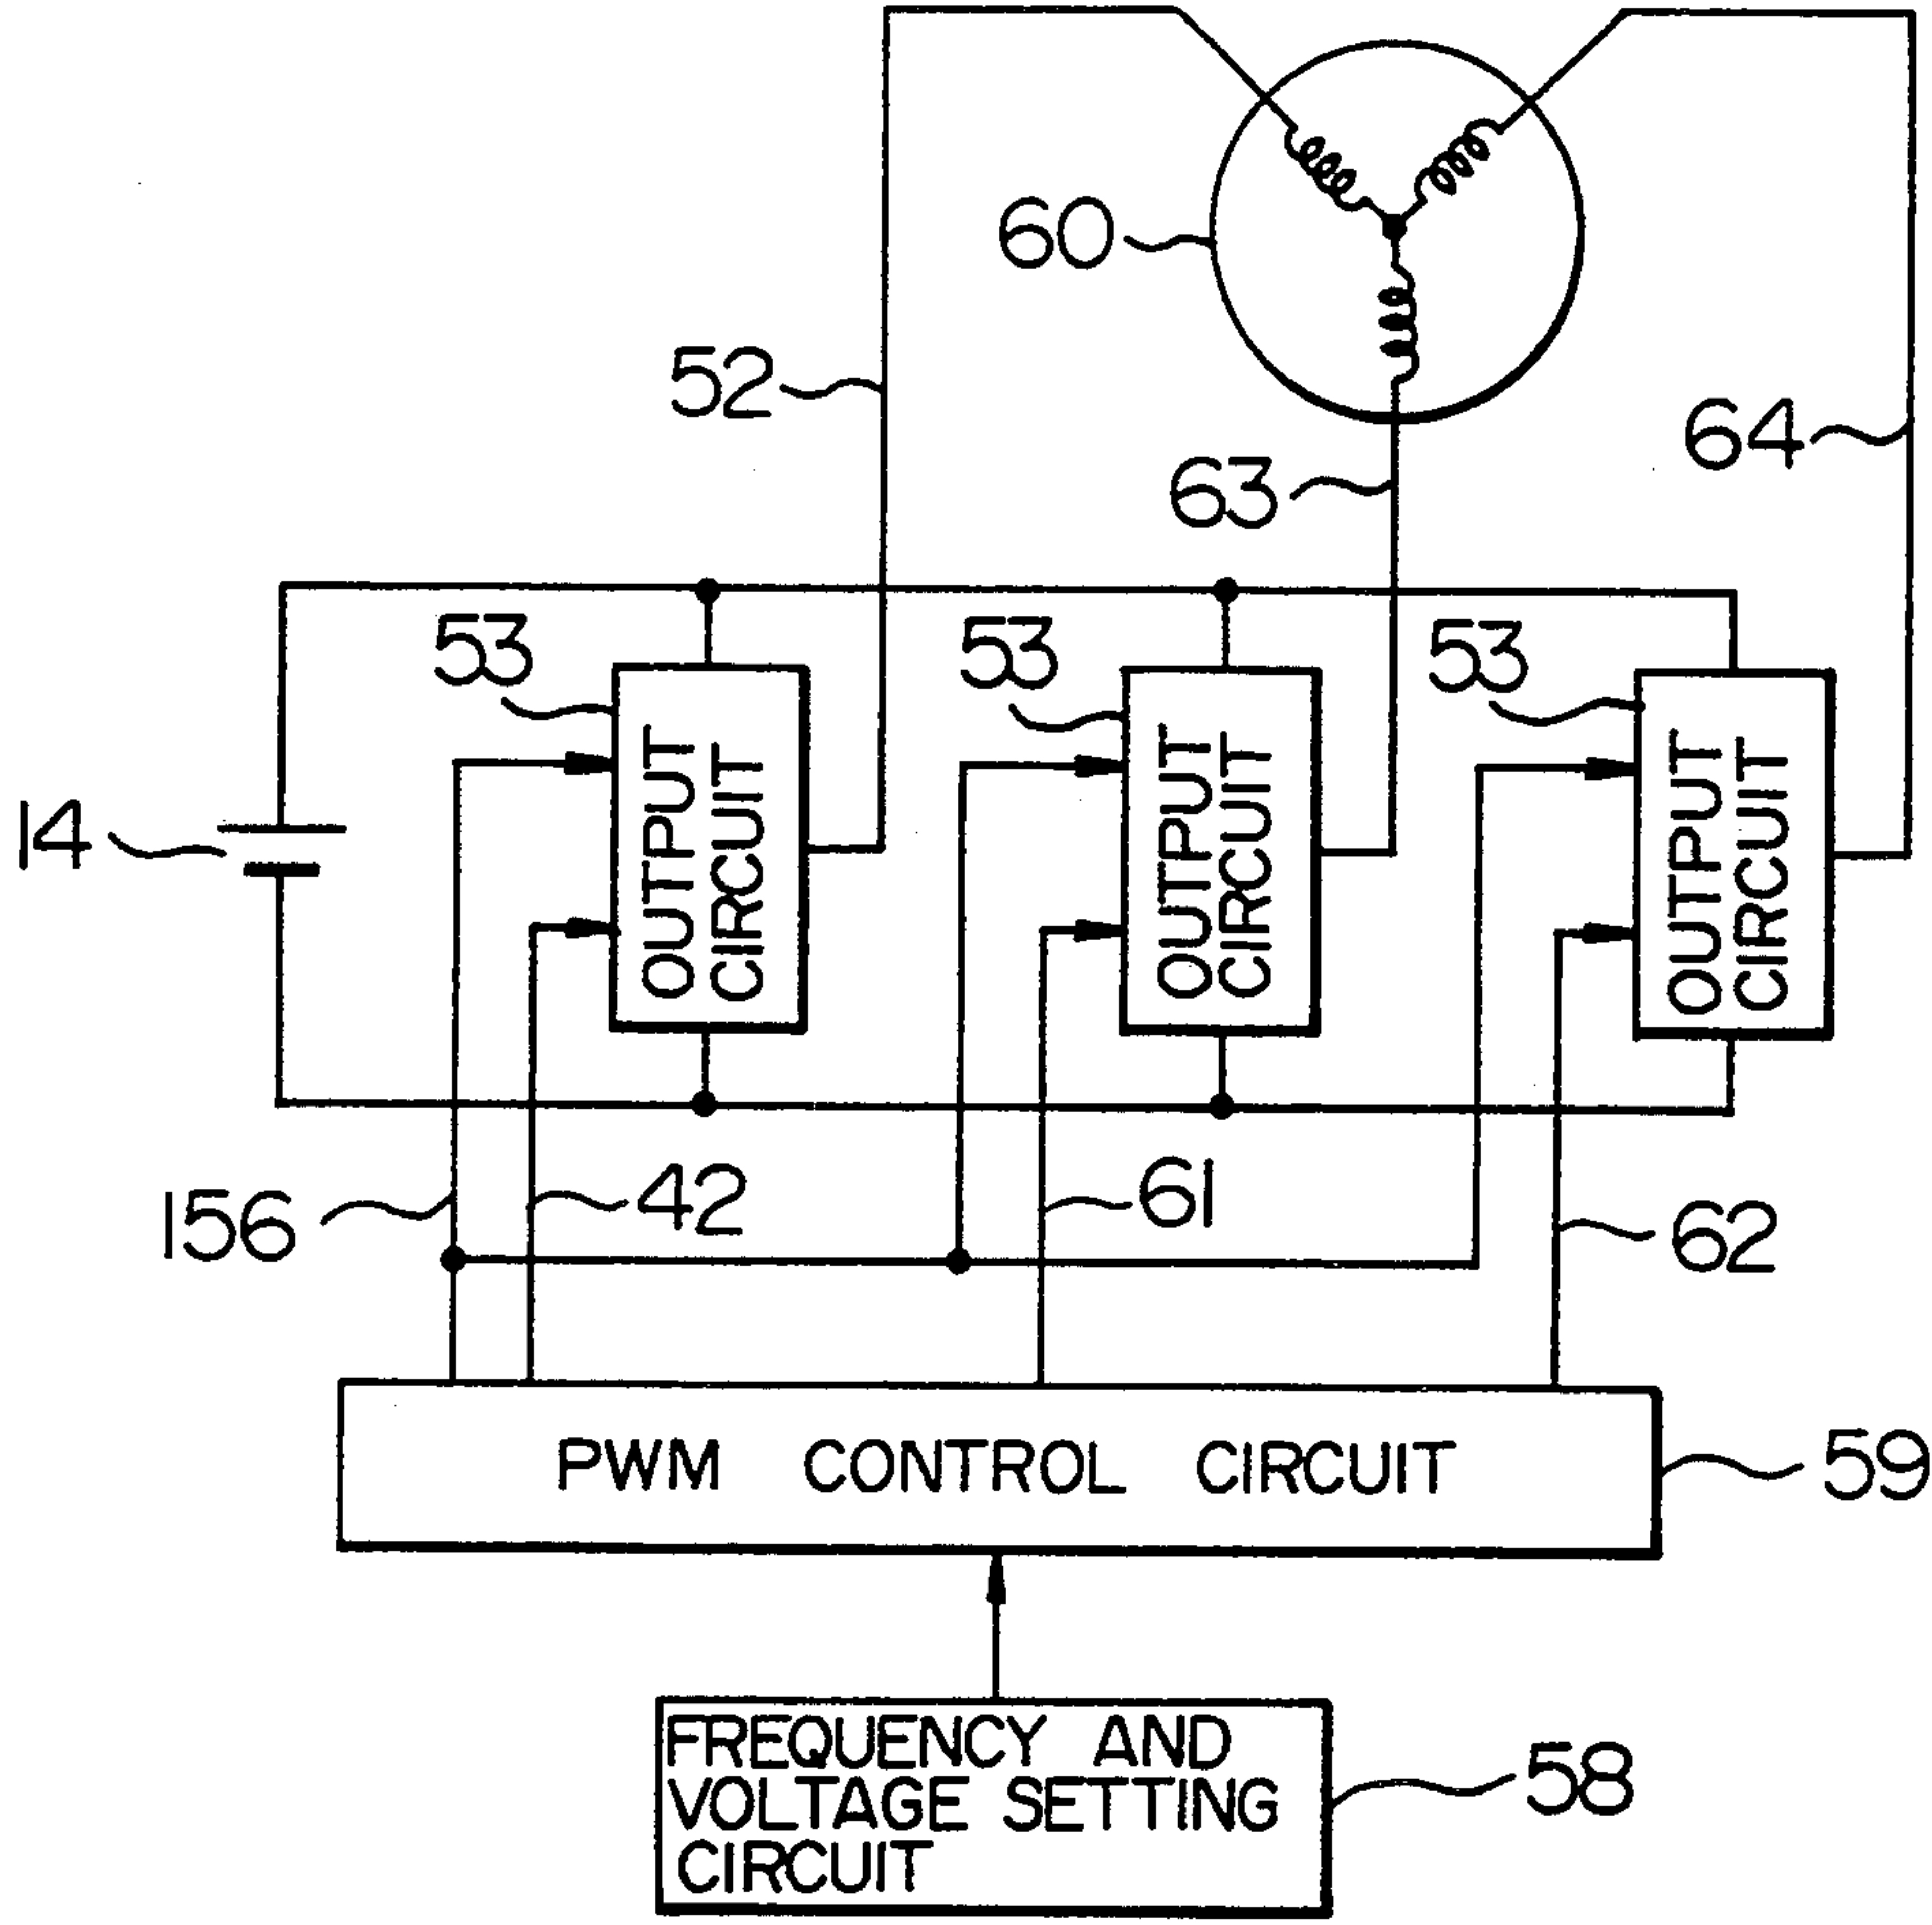 60
52
64
63
53
53
53
OUTPUT
CIRCUIT
OUTPUT
CIRCUIT
OUTPUT
CIRCUIT
14
156
42
61
62
PWM CONTROL CIRCUIT
59
FREQUENCY AND
VOLTAGE SETTING
CIRCUIT
58